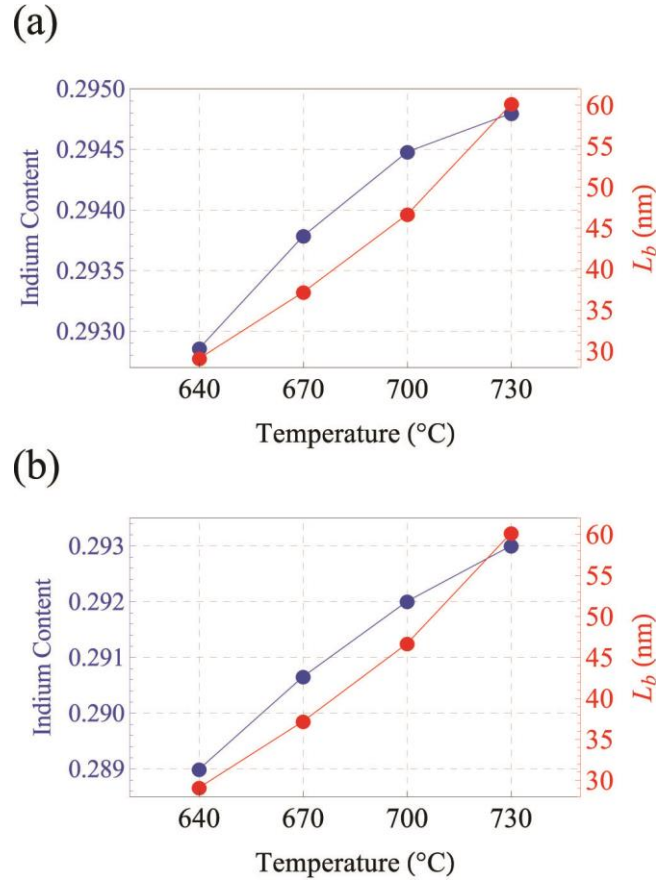 (a)
0.2950
0.2945
0.2940
0.2935
0.2930
Indium Content
60
55
50
45
40
35
30
L_b (nm)
640 670 700 730
Temperature (°C)
(b)
0.293
0.292
0.291
0.290
0.289
Indium Content
60
55
50
45
40
35
30
L_b (nm)
640 670 700 730
Temperature (°C)